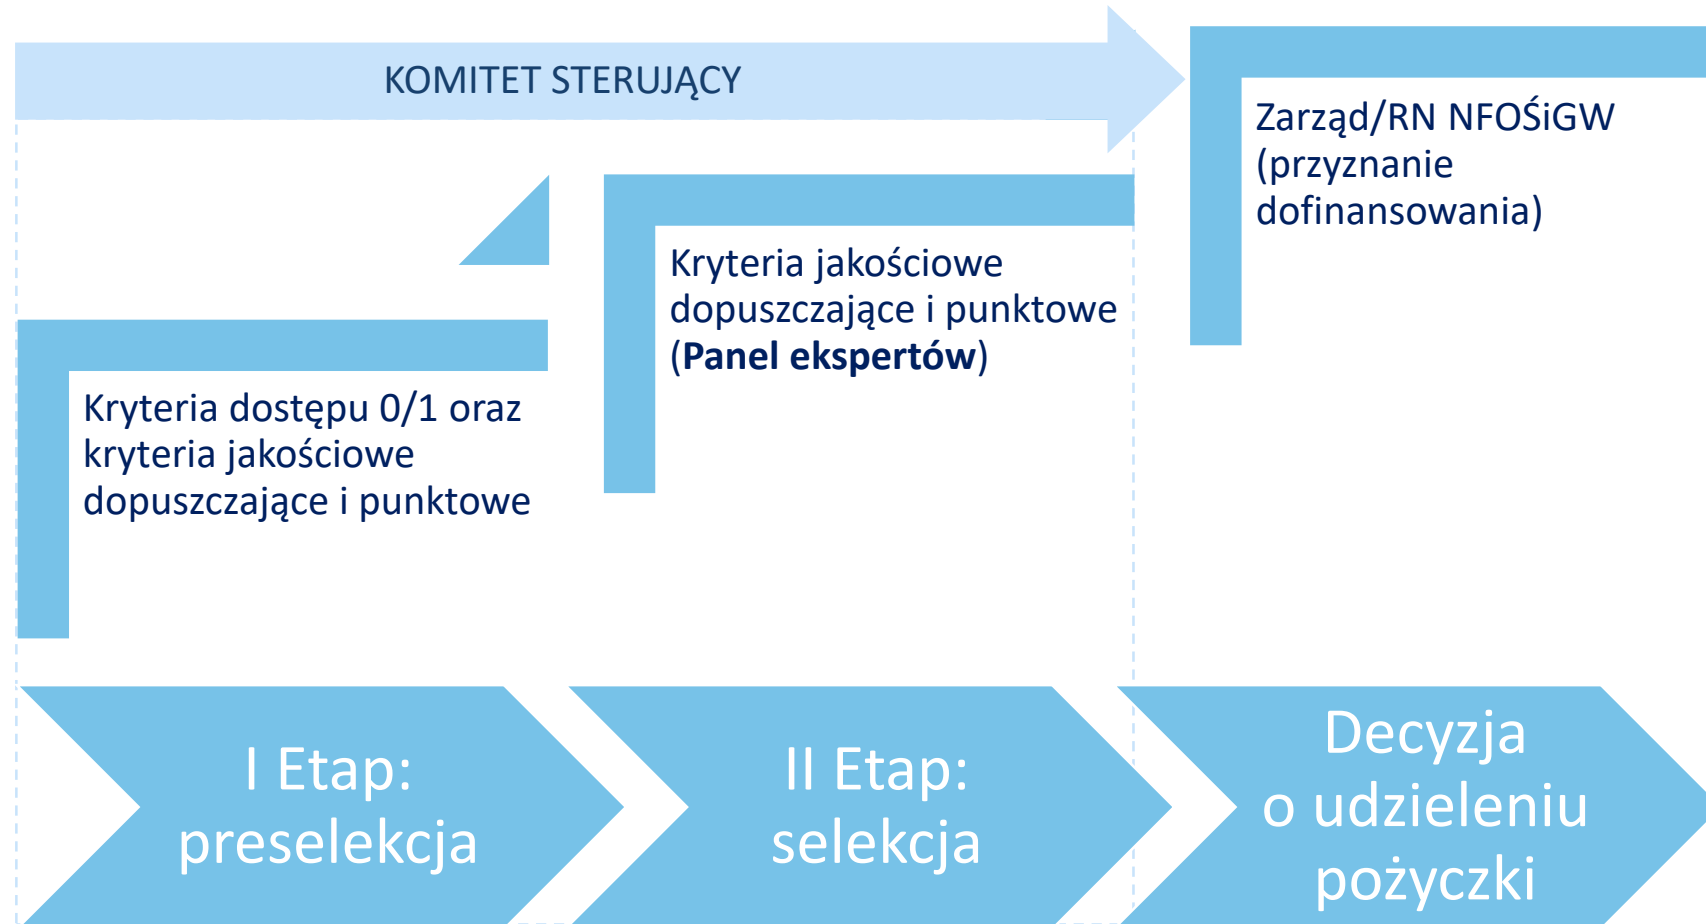 KOMITET STERUJĄCY
Zarząd/RN NFOŚiGW
(przyznanie
dofinansowania)
Kryteria jakościowe
dopuszczające i punktowe
(Panel ekspertów)
Kryteria dostępu 0/1 oraz
kryteria jakościowe
dopuszczające i punktowe
I Etap:
preselekcja
II Etap:
selekcja
Decyzja
o udzieleniu
pożyczki